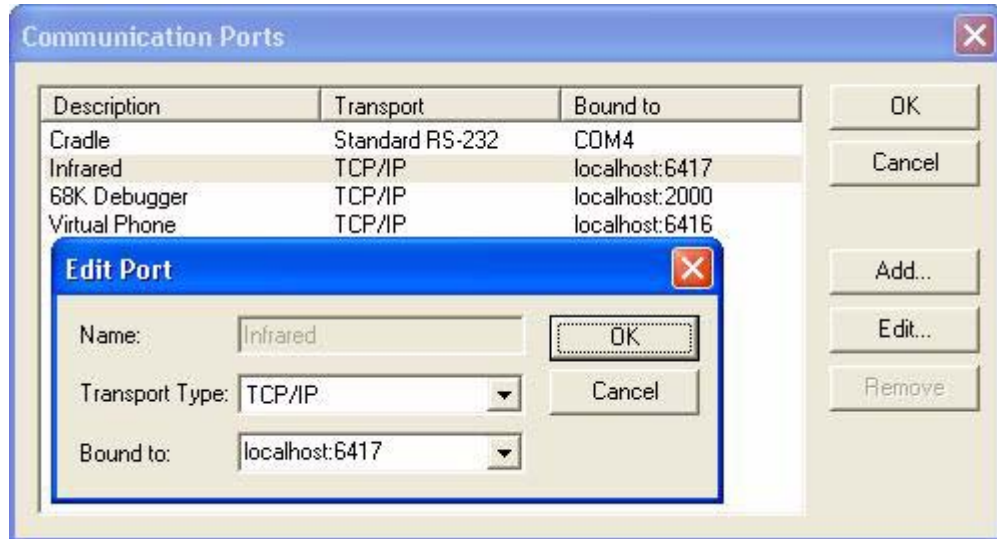 Communication Ports
Description Transport Bound to
Cradle Standard RS-232 COM4
Infrared TCP/IP localhost:6417
68K Debugger TCP/IP localhost:2000
Virtual Phone TCP/IP localhost:6416
OK
Cancel
Add...
Edit...
Remove
Edit Port
Name: Infrared
Transport Type: TCP/IP
Bound to: localhost:6417
OK
Cancel